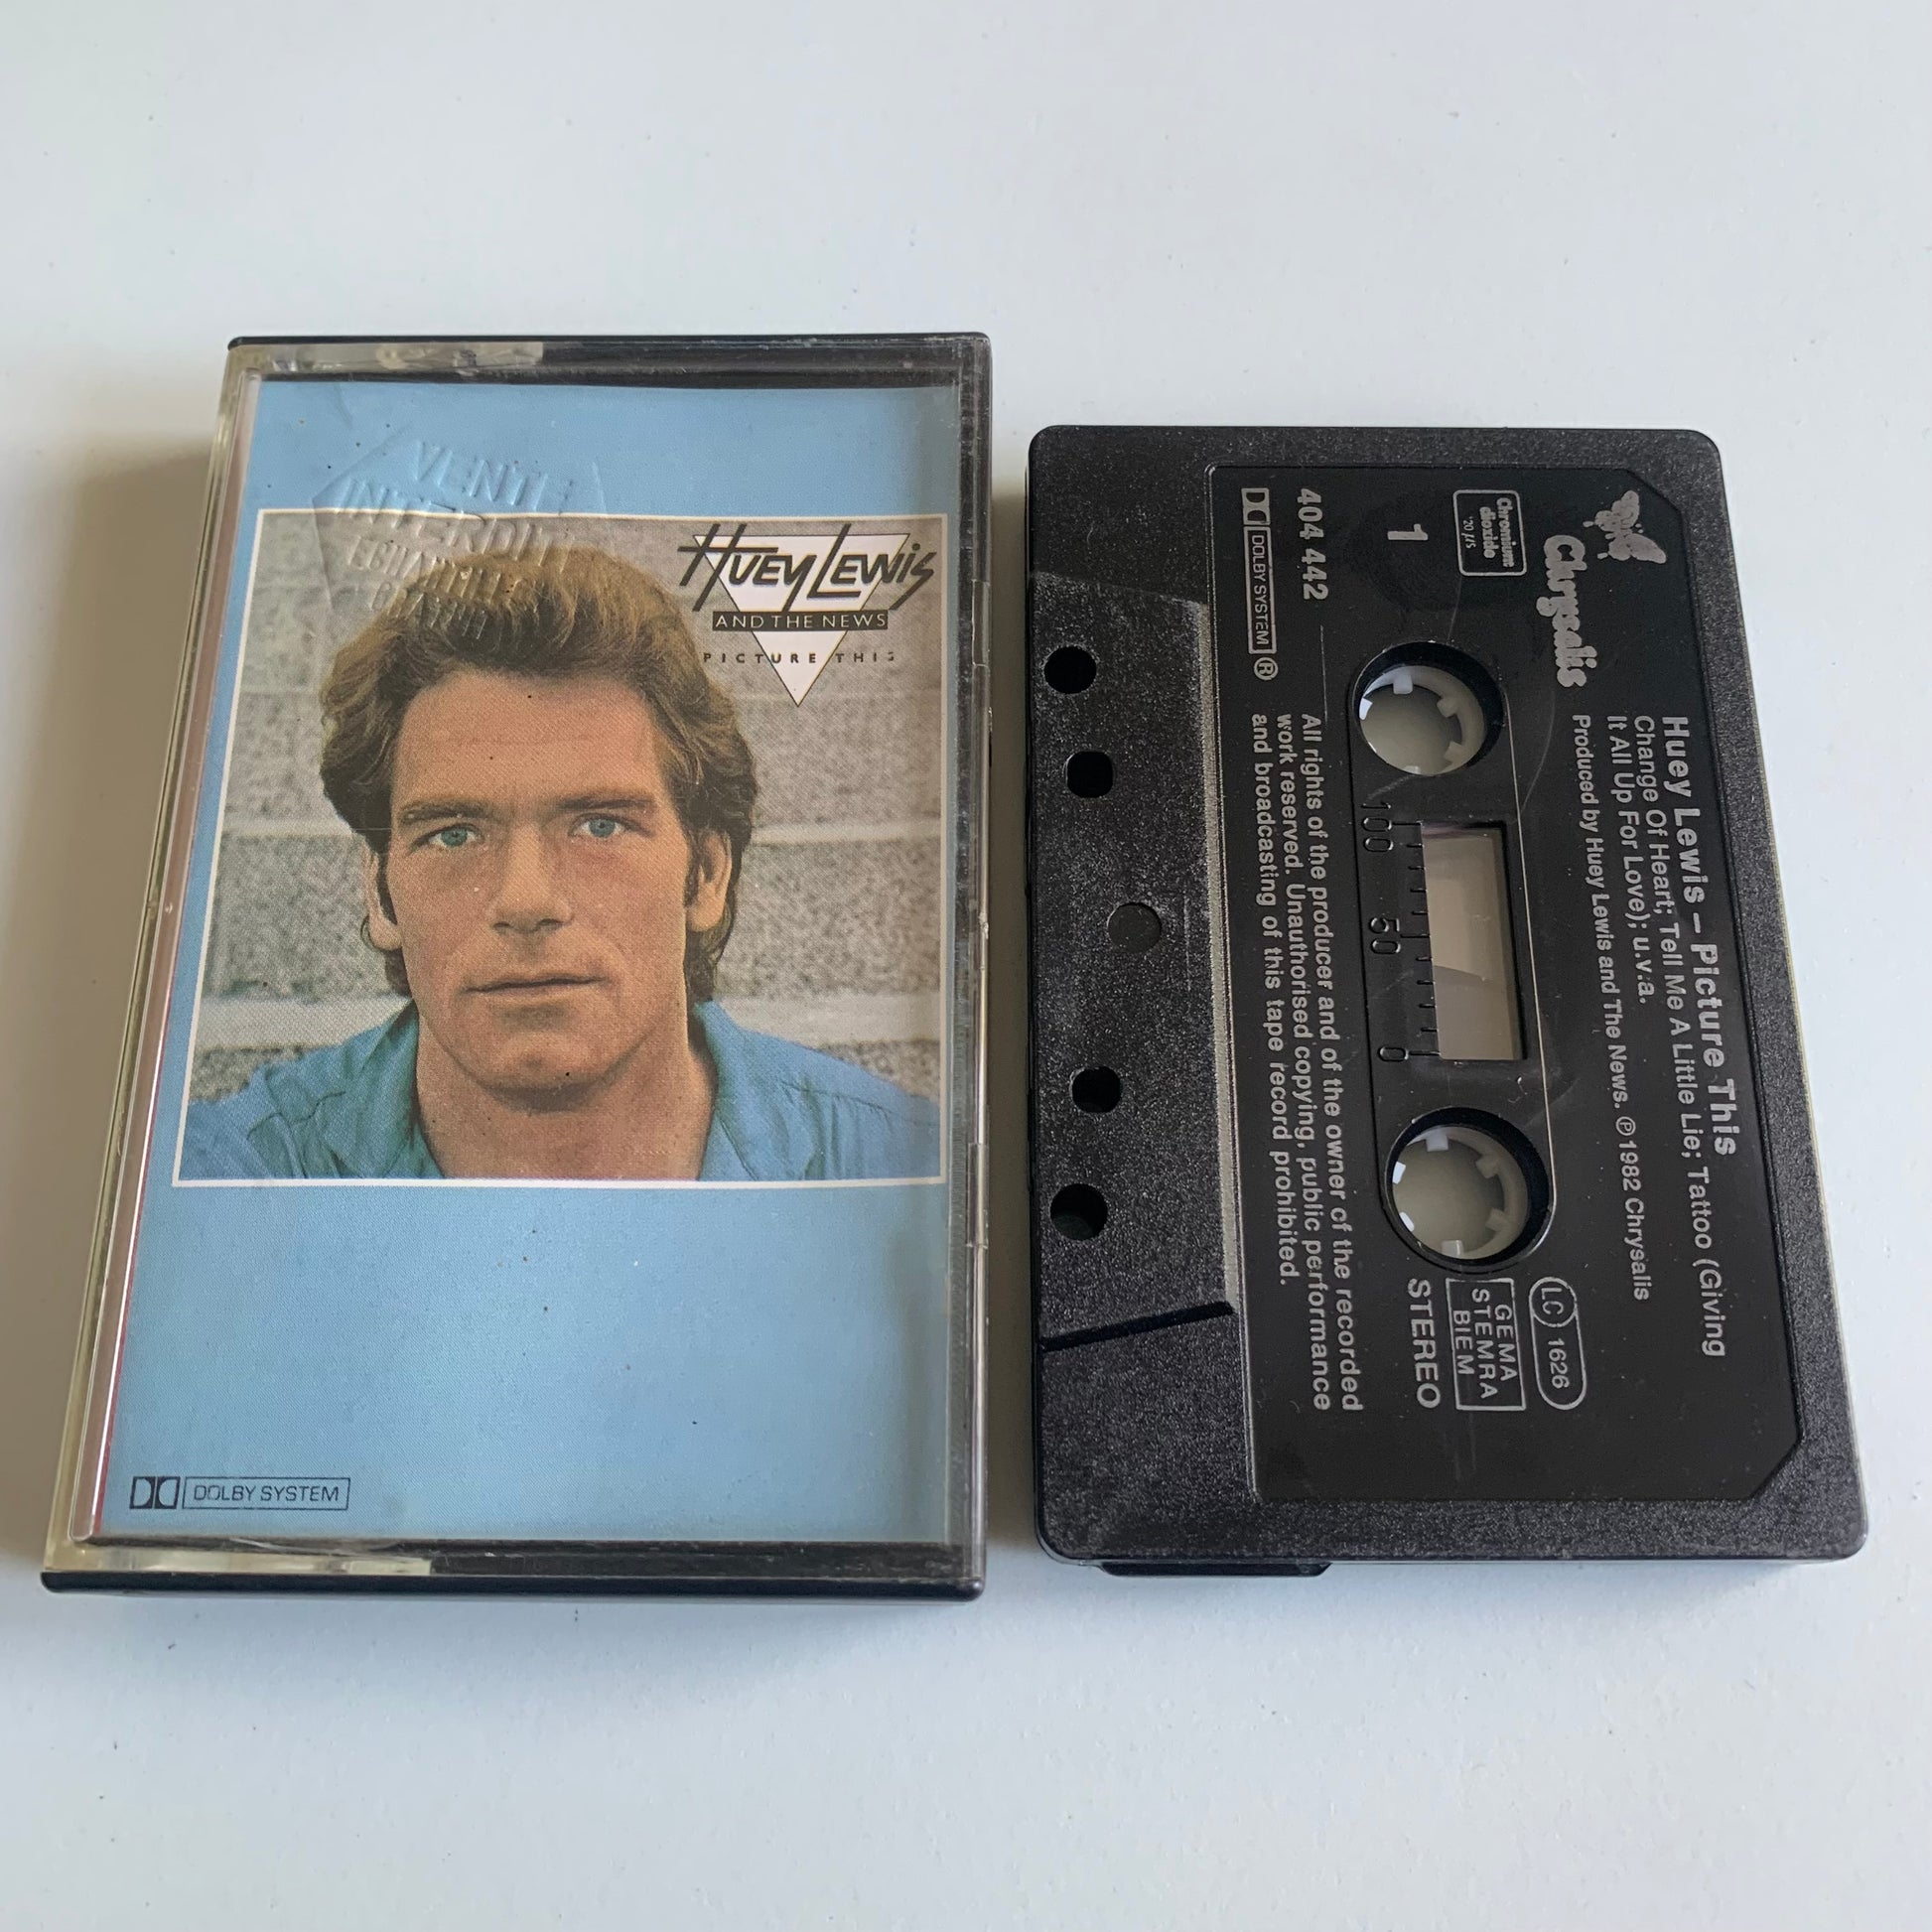 VENTE
INTERDITE
HUEY LEWIS
AND THE NEWS
PICTURE THIS
DOLBY SYSTEM
Chrysalis
Huey Lewis – Picture This
Change Of Heart; Tell Me A Little Lie; Tattoo (Giving
It All Up For Love); u.v.a.
Produced by Huey Lewis and The News. ℗ 1982 Chrysalis
Chromium
dioxide
1
LC 1626
GEMA
STEMRA
BIEM
STEREO
100 50 0
404 442
DOLBY SYSTEM ®
All rights of the producer and of the owner of the recorded
work reserved. Unauthorised copying, public performance
and broadcasting of this tape record prohibited.